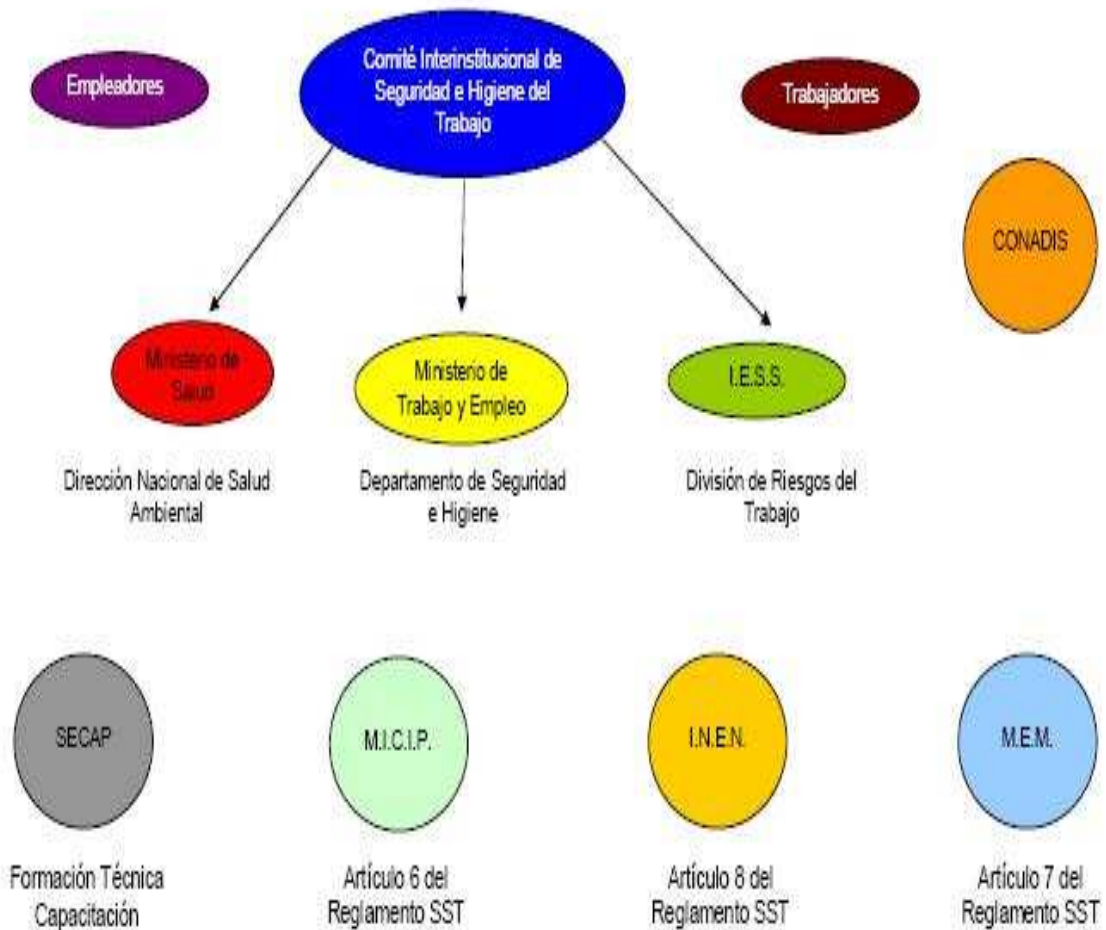 Empleadores
Comité Interinstitucional de
Seguridad e Higiene del
Trabajo
Trabajadores
CONADIS
Ministerio de
Salud
Ministerio de
Trabajo y Empleo
I.E.S.S.
Dirección Nacional de Salud
Ambiental
Departamento de Seguridad
e Higiene
División de Riesgos del
Trabajo
SECAP
M.I.C.I.P.
I.N.E.N.
M.E.M.
Formación Técnica
Capacitación
Artículo 6 del
Reglamento SST
Artículo 8 del
Reglamento SST
Artículo 7 del
Reglamento SST